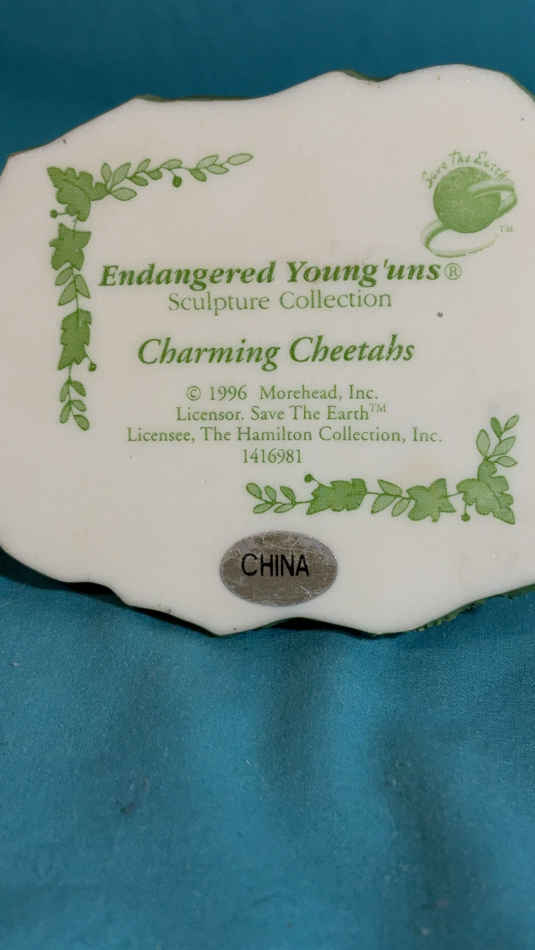 Save The Earth
TM
Endangered Young'uns®
Sculpture Collection
Charming Cheetahs
© 1996 Morehead, Inc.
Licensor, Save The Earth™
Licensee, The Hamilton Collection, Inc.
1416981
CHINA